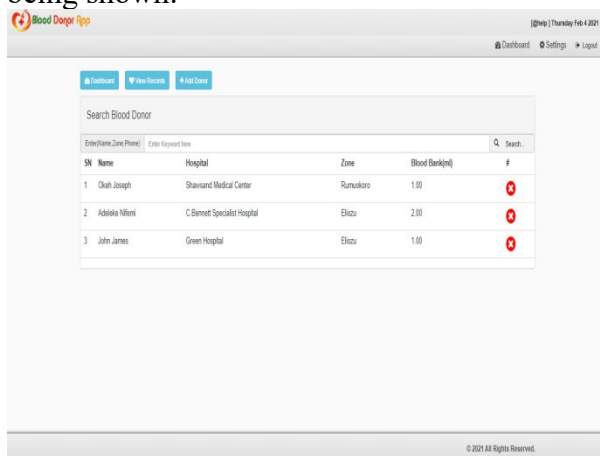 being shown.
Blood Donor App
[@help ] Thursday Feb 4 2021
Dashboard Settings Logout
Dashboard View Records Add Donor
Search Blood Donor
Enter(Name,Zone,Phone) Enter Keyword here Search..
SN Name Hospital Zone Blood Bank(ml) #
1 Okah Joseph Shawsand Medical Center Rumuokoro 1.00
2 Adeleke Nifemi C.Bennett Specialist Hospital Eliozu 2.00
3 John James Green Hospital Eliozu 1.00
© 2021 All Rights Reserved.